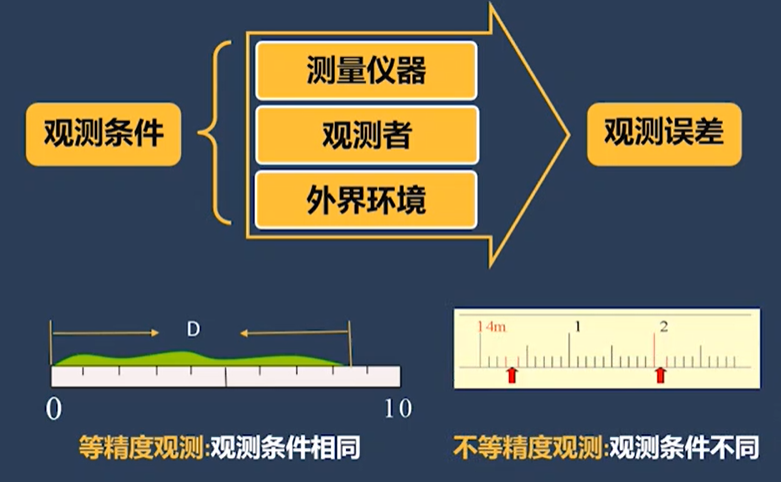 测量仪器
观测条件
观测者
观测误差
外界环境
D
14m 1 2
0 10
等精度观测:观测条件相同
不等精度观测:观测条件不同